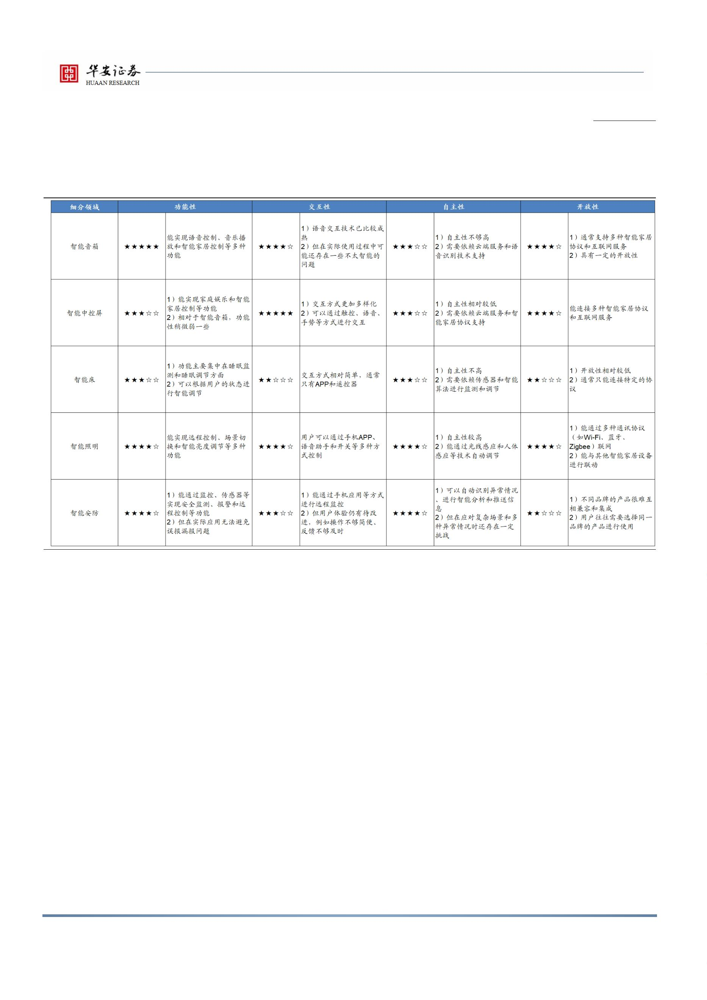 华安证券
HUAAN RESEARCH
细分领域 功能性 交互性 自主性 开放性
智能音箱
★★★★★
能实现语音控制、音乐播
放和智能家居控制等多种
功能
★★★★☆
1）语音交互技术已比较成
熟
2）但在实际使用过程中可
能还存在一些不太智能的
问题
★★★☆☆
1）自主性不够高
2）需要依赖云端服务和语
音识别技术支持
★★★★☆
1）通常支持多种智能家居
协议和互联网服务
2）具有一定的开放性
智能中控屏
★★★☆☆
1）能实现家庭娱乐和智能
家居控制等功能
2）相对于智能音箱，功能
性稍微弱一些
★★★★★
1）交互方式更加多样化
2）可以通过触控、语音、
手势等方式进行交互
★★★☆☆
1）自主性相对较低
2）需要依赖云端服务和智
能家居协议支持
★★★★☆
能连接多种智能家居协议
和互联网服务
智能床
★★★☆☆
1）功能主要集中在睡眠监
测和睡眠调节方面
2）可以根据用户的状态进
行智能调节
★★☆☆☆
交互方式相对简单，通常
只有APP和遥控器
★★★☆☆
1）自主性不高
2）需要依赖传感器和智能
算法进行监测和调节
★★☆☆☆
1）开放性相对较低
2）通常只能连接特定的协
议
智能照明
★★★★☆
能实现远程控制、场景切
换和智能亮度调节等多种
功能
★★★★☆
用户可以通过手机APP、
语音助手和开关等多种方
式控制
★★★★☆
1）自主性较高
2）能通过光线感应和人体
感应等技术自动调节
★★★★☆
1）能通过多种通讯协议
（如Wi-Fi、蓝牙、
Zigbee）联网
2）能与其他智能家居设备
进行联动
智能安防
★★★★☆
1）能通过监控、传感器等
实现安全监测、报警和远
程控制等功能
2）但在实际应用无法避免
误报漏报问题
★★★☆☆
1）能通过手机应用等方式
进行远程监控
2）但用户体验仍有待改
进，例如操作不够简便、
反馈不够及时
★★★★☆
1）可以自动识别异常情况
、进行智能分析和推送信
息
2）但在应对复杂场景和多
种异常情况时还存在一定
挑战
★★☆☆☆
1）不同品牌的产品很难互
相兼容和集成
2）用户往往需要选择同一
品牌的产品进行使用